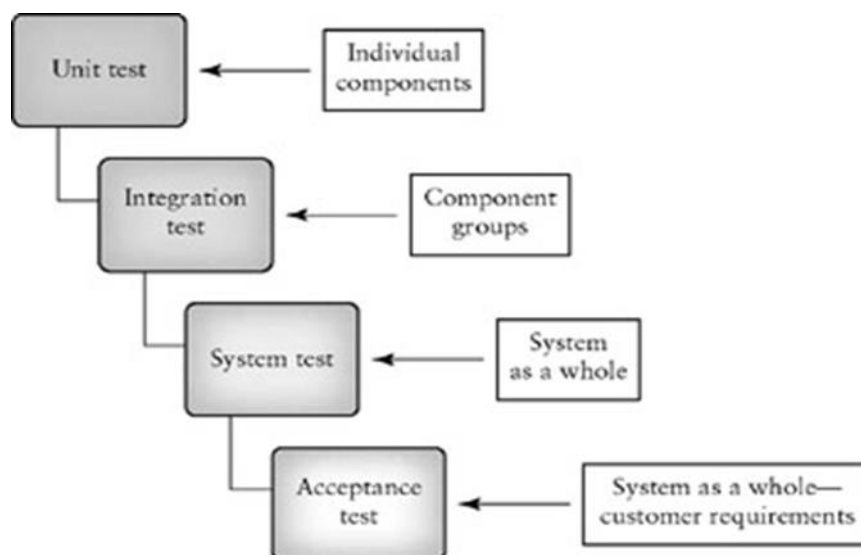 Unit test
Individual
components
Integration
test
Component
groups
System test
System
as a whole
Acceptance
test
System as a whole—
customer requirements